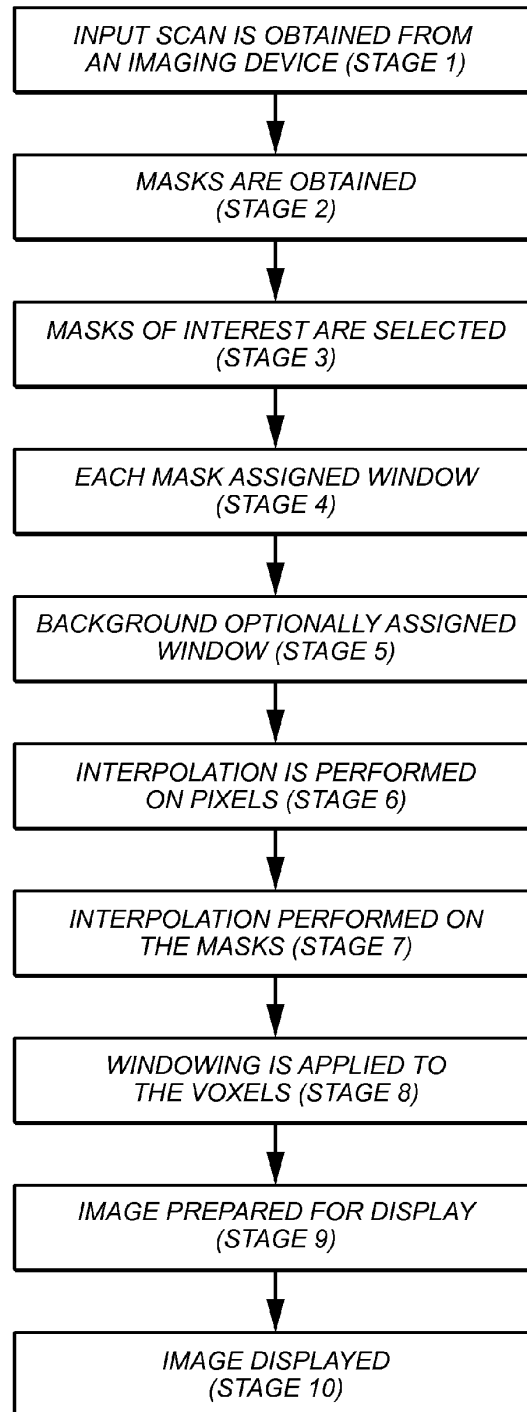 INPUT SCAN IS OBTAINED FROM
AN IMAGING DEVICE (STAGE 1)
MASKS ARE OBTAINED
(STAGE 2)
MASKS OF INTEREST ARE SELECTED
(STAGE 3)
EACH MASK ASSIGNED WINDOW
(STAGE 4)
BACKGROUND OPTIONALLY ASSIGNED
WINDOW (STAGE 5)
INTERPOLATION IS PERFORMED
ON PIXELS (STAGE 6)
INTERPOLATION PERFORMED ON
THE MASKS (STAGE 7)
WINDOWING IS APPLIED TO
THE VOXELS (STAGE 8)
IMAGE PREPARED FOR DISPLAY
(STAGE 9)
IMAGE DISPLAYED
(STAGE 10)